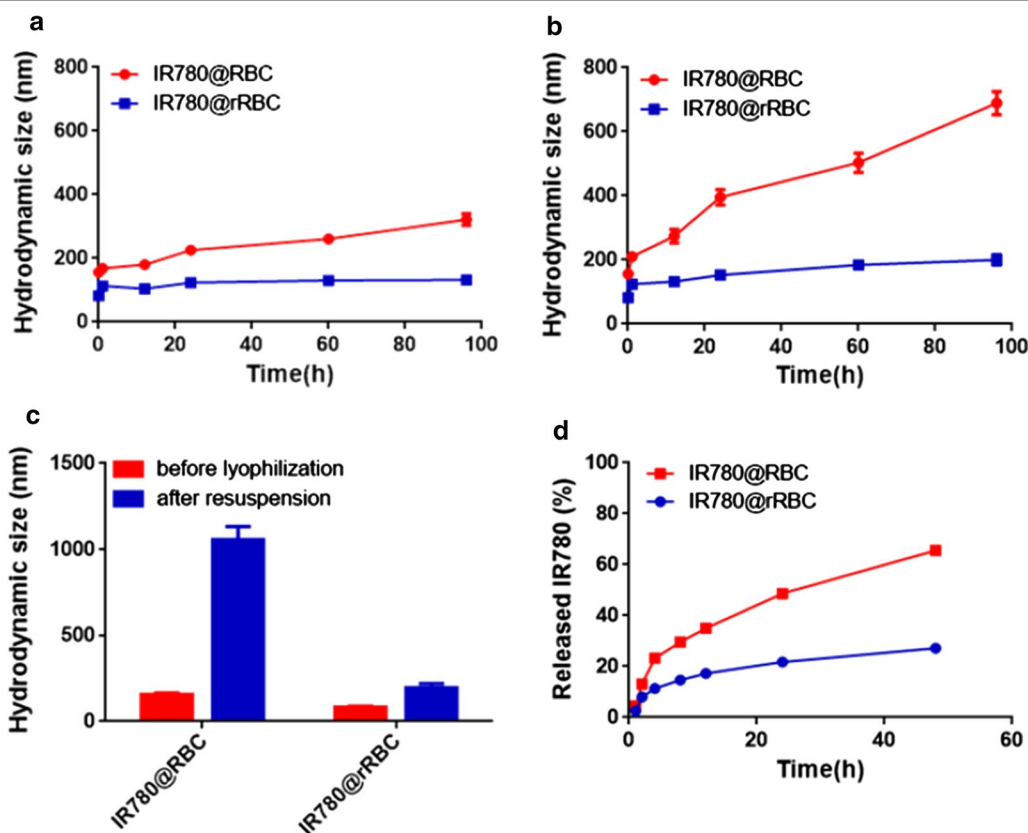 a
Hydrodynamic size (nm)
800
600
400
200
0
IR780@RBC
IR780@rRBC
0 20 40 60 80 100
Time(h)
b
Hydrodynamic size (nm)
800
600
400
200
0
IR780@RBC
IR780@rRBC
0 20 40 60 80 100
Time(h)
c
Hydrodynamic size (nm)
1500
1000
500
0
before lyophilization
after resuspension
IR780@RBC
IR780@rRBC
d
Released IR780 (%)
100
80
60
40
20
0
IR780@RBC
IR780@rRBC
0 20 40 60
Time(h)